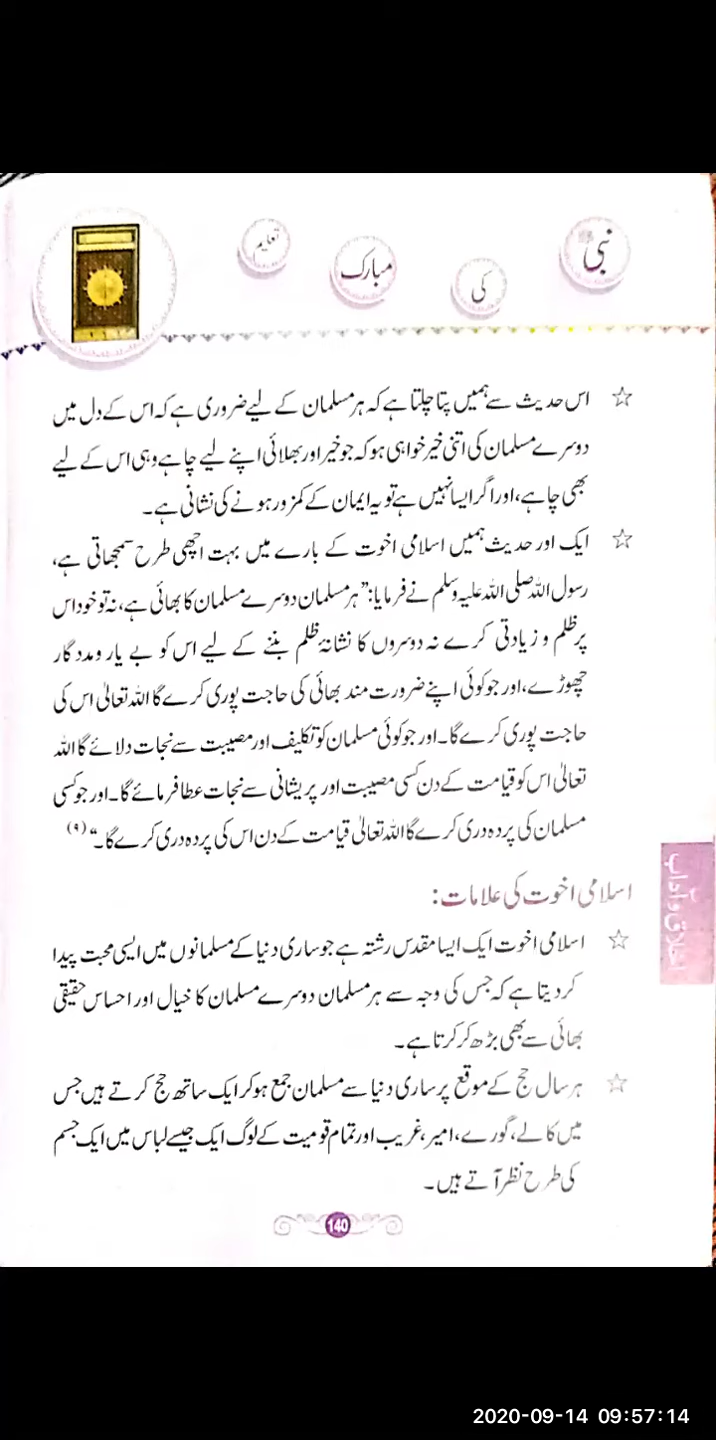 نبی ﷺ کی مبارک تعلیم
☆ اس حدیث سے ہمیں پتا چلتا ہے کہ ہر مسلمان کے لیے ضروری ہے کہ اس کے دل میں
دوسرے مسلمان کی اتنی خیر خواہی ہو کہ جو خیر اور بھلائی اپنے لیے چاہے وہی اس کے لیے
بھی چاہے، اور اگر ایسا نہیں ہے تو یہ ایمان کے کمزور ہونے کی نشانی ہے۔
☆ ایک اور حدیث ہمیں اسلامی اخوت کے بارے میں بہت اچھی طرح سمجھاتی ہے،
رسول اللہ صلی اللہ علیہ وسلم نے فرمایا: ”ہر مسلمان دوسرے مسلمان کا بھائی ہے، نہ تو خود اس
پر ظلم و زیادتی کرے نہ دوسروں کا نشانۂ ظلم بننے کے لیے اس کو بے یار و مددگار
چھوڑے، اور جو کوئی اپنے ضرورت مند بھائی کی حاجت پوری کرے گا اللہ تعالیٰ اس کی
حاجت پوری کرے گا۔ اور جو کوئی مسلمان کو تکلیف اور مصیبت سے نجات دلائے گا اللہ
تعالیٰ اس کو قیامت کے دن کسی مصیبت اور پریشانی سے نجات عطا فرمائے گا۔ اور جو کسی
مسلمان کی پردہ دری کرے گا اللہ تعالیٰ قیامت کے دن اس کی پردہ دری کرے گا۔“ (۹)
اسلامی اخوت کی علامات:
☆ اسلامی اخوت ایک ایسا مقدس رشتہ ہے جو ساری دنیا کے مسلمانوں میں ایسی محبت پیدا
کر دیتا ہے کہ جس کی وجہ سے ہر مسلمان دوسرے مسلمان کا خیال اور احساس حقیقی
بھائی سے بھی بڑھ کر کرتا ہے۔
☆ ہر سال حج کے موقع پر ساری دنیا سے مسلمان جمع ہو کر ایک ساتھ حج کرتے ہیں جس
میں کالے، گورے، امیر، غریب اور تمام قومیت کے لوگ ایک جیسے لباس میں ایک جسم
کی طرح نظر آتے ہیں۔
اخلاق و آداب
140
2020-09-14 09:57:14